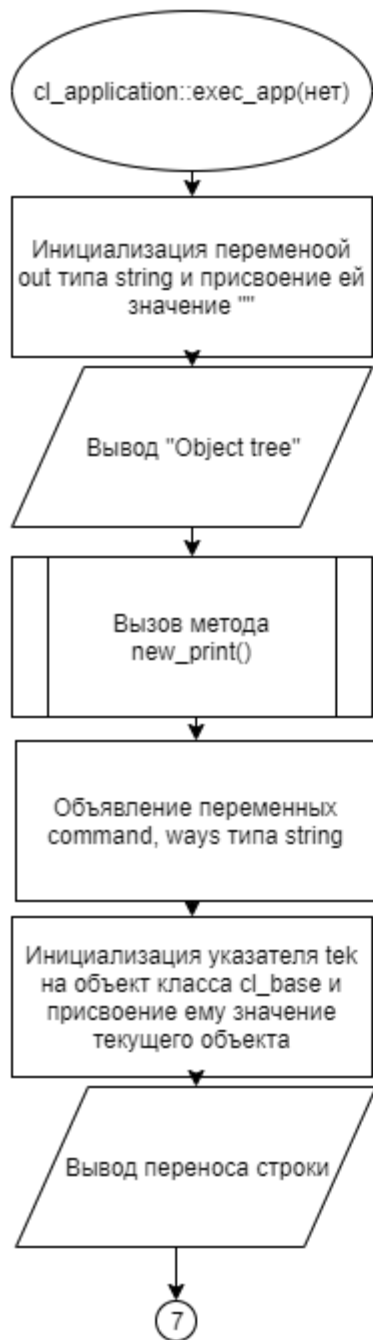 cl_application::exec_app(нет)
Инициализация переменоой
out типа string и присвоение ей
значение ""
Вывод "Object tree"
Вызов метода
new_print()
Объявление переменных
command, ways типа string
Инициализация указателя tek
на объект класса cl_base и
присвоение ему значение
текущего объекта
Вывод переноса строки
7